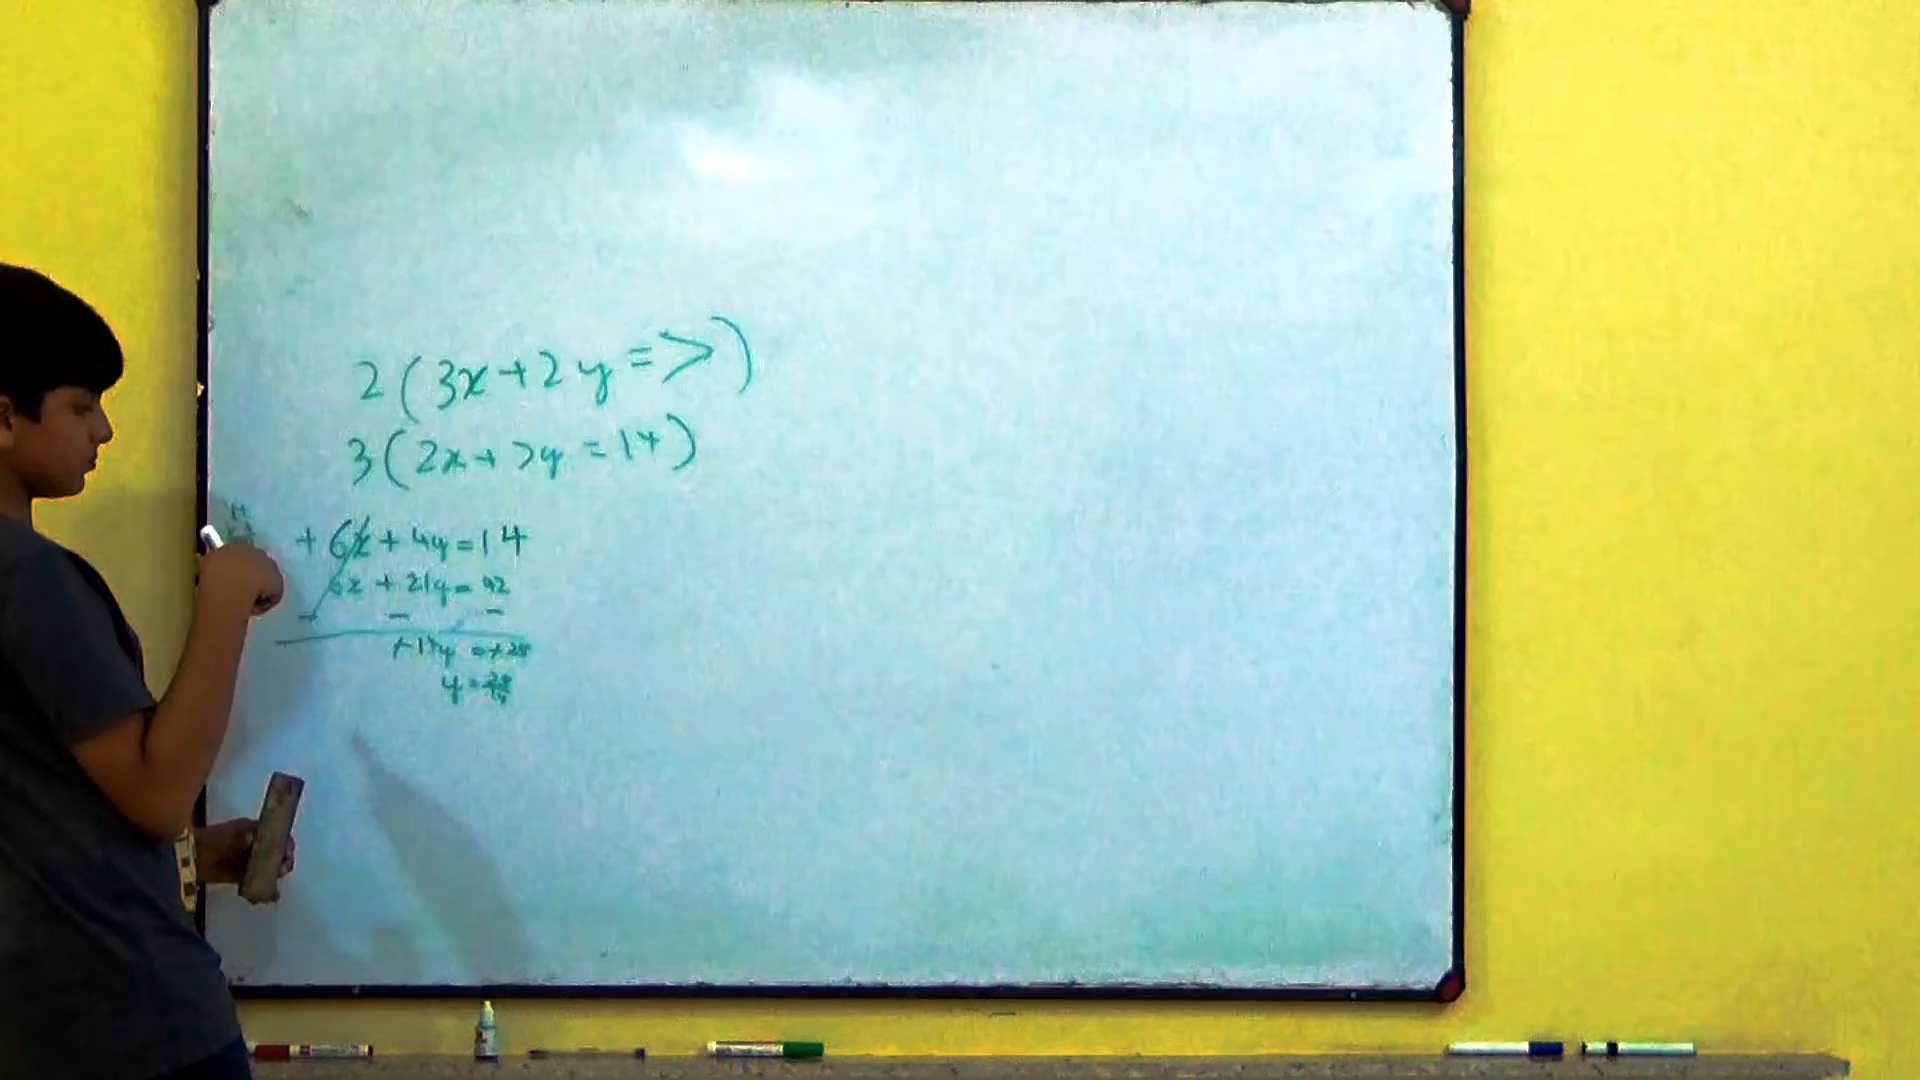 2(3x+2y=7)
3(2x+7y=14)
+6x+4y=14
6x+21y=42
- - -
+17y=+28
y=28/17